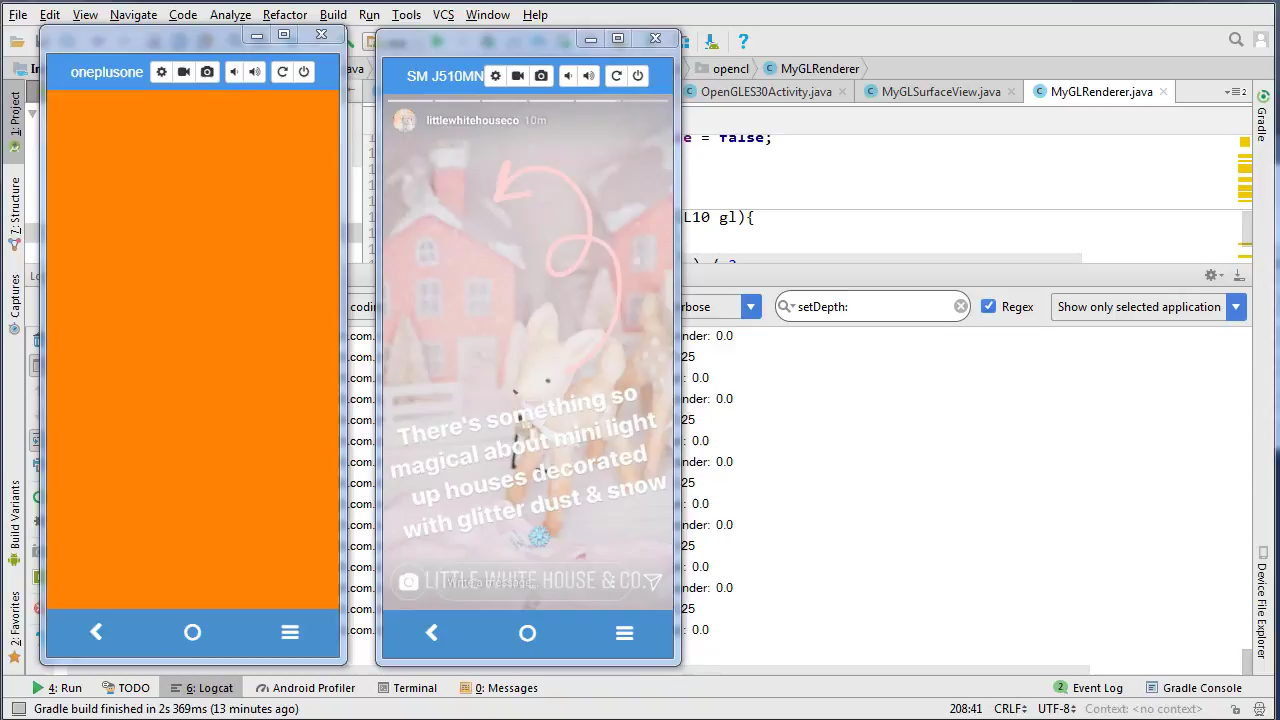 File Edit View Navigate Code Analyze Refactor Build Run Tools VCS Window Help
oneplusone
SM J510MN
opencl MyGLRenderer
OpenGLES30Activity.java MyGLSurfaceView.java MyGLRenderer.java
littlewhitehouseco 10m
e = false;
L10 gl){
setDepth: Regex Show only selected application
nder: 0.0
25
: 0.0
nder: 0.0
25
: 0.0
nder: 0.0
25
: 0.0
nder: 0.0
25
: 0.0
nder: 0.0
25
: 0.0
There's something so
magical about mini light
up houses decorated
with glitter dust & snow
LITTLE WHITE HOUSE & CO.
1: Project
7: Structure
Captures
Build Variants
2: Favorites
Gradle
Device File Explorer
4: Run TODO 6: Logcat Android Profiler Terminal 0: Messages 2 Event Log Gradle Console
Gradle build finished in 2s 369ms (13 minutes ago) 208:41 CRLF UTF-8 Context: <no context>